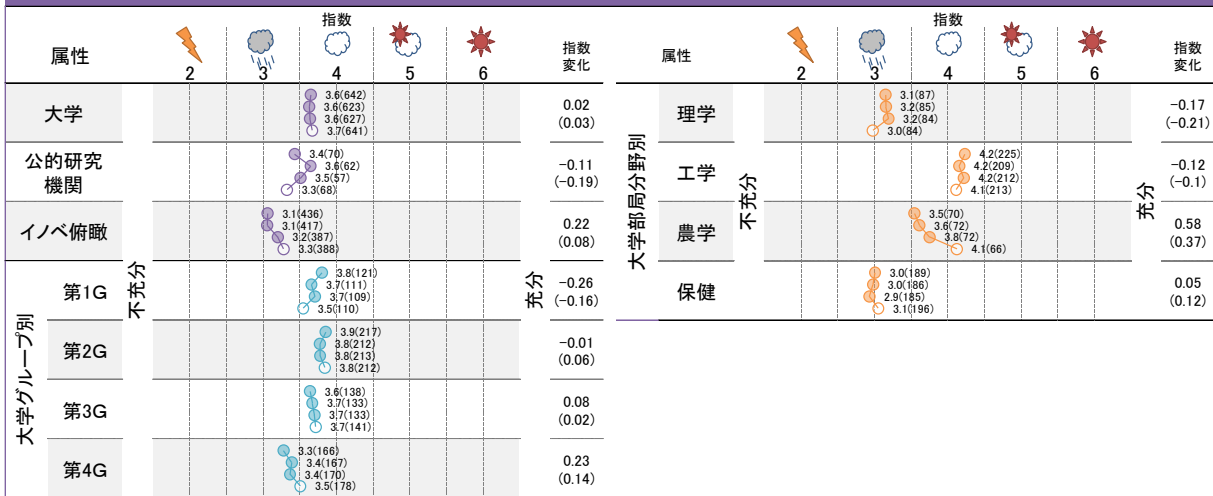 指数
属性
2 3 4 5 6
指数
変化
大学
3.6(642)
3.6(623)
3.6(627)
3.7(641)
0.02
(0.03)
公的研究
機関
3.4(70)
3.6(62)
3.5(57)
3.3(68)
-0.11
(-0.19)
イノベ俯瞰
3.1(436)
3.1(417)
3.2(387)
3.3(388)
0.22
(0.08)
不充分
充分
大学グループ別
第1G
3.8(121)
3.7(111)
3.7(109)
3.5(110)
-0.26
(-0.16)
第2G
3.9(217)
3.8(212)
3.8(213)
3.8(212)
-0.01
(0.06)
第3G
3.6(138)
3.7(133)
3.7(133)
3.7(141)
0.08
(0.02)
第4G
3.3(166)
3.4(167)
3.4(170)
3.5(178)
0.23
(0.14)
指数
属性
2 3 4 5 6
指数
変化
大学部局分野別
不充分
充分
理学
3.1(87)
3.2(85)
3.2(84)
3.0(84)
-0.17
(-0.21)
工学
4.2(225)
4.2(209)
4.2(212)
4.1(213)
-0.12
(-0.1)
農学
3.5(70)
3.6(72)
3.8(72)
4.1(66)
0.58
(0.37)
保健
3.0(189)
3.0(186)
2.9(185)
3.1(196)
0.05
(0.12)